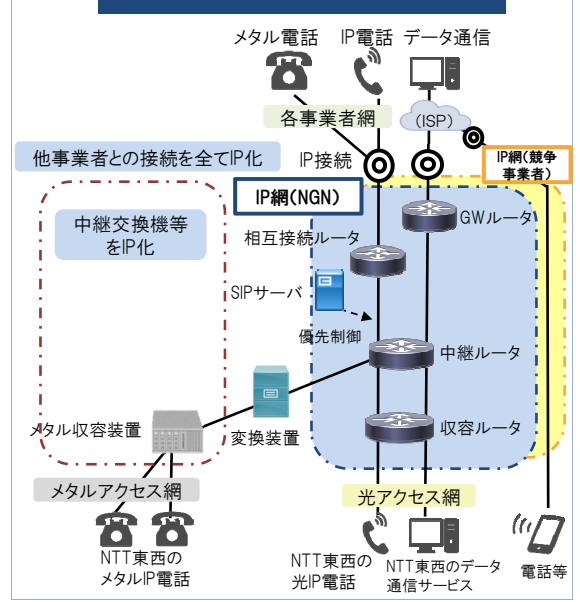 メタル電話
IP電話
データ通信
各事業者網
(ISP)
他事業者との接続を全てIP化
IP接続
IP網(競争
事業者)
IP網(NGN)
中継交換機等
をIP化
GWルータ
相互接続ルータ
SIPサーバ
優先制御
中継ルータ
メタル収容装置
変換装置
収容ルータ
メタルアクセス網
光アクセス網
NTT東西の
メタルIP電話
NTT東西の
光IP電話
NTT東西のデータ
通信サービス
電話等